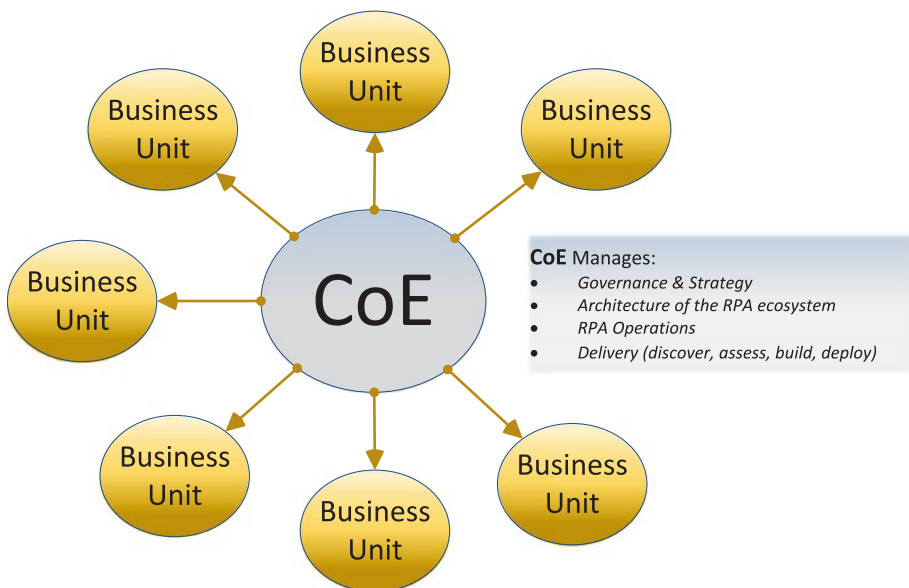 Business
Unit
Business
Unit
Business
Unit
Business
Unit
CoE
CoE Manages:
• Governance & Strategy
• Architecture of the RPA ecosystem
• RPA Operations
• Delivery (discover, assess, build, deploy)
Business
Unit
Business
Unit
Business
Unit